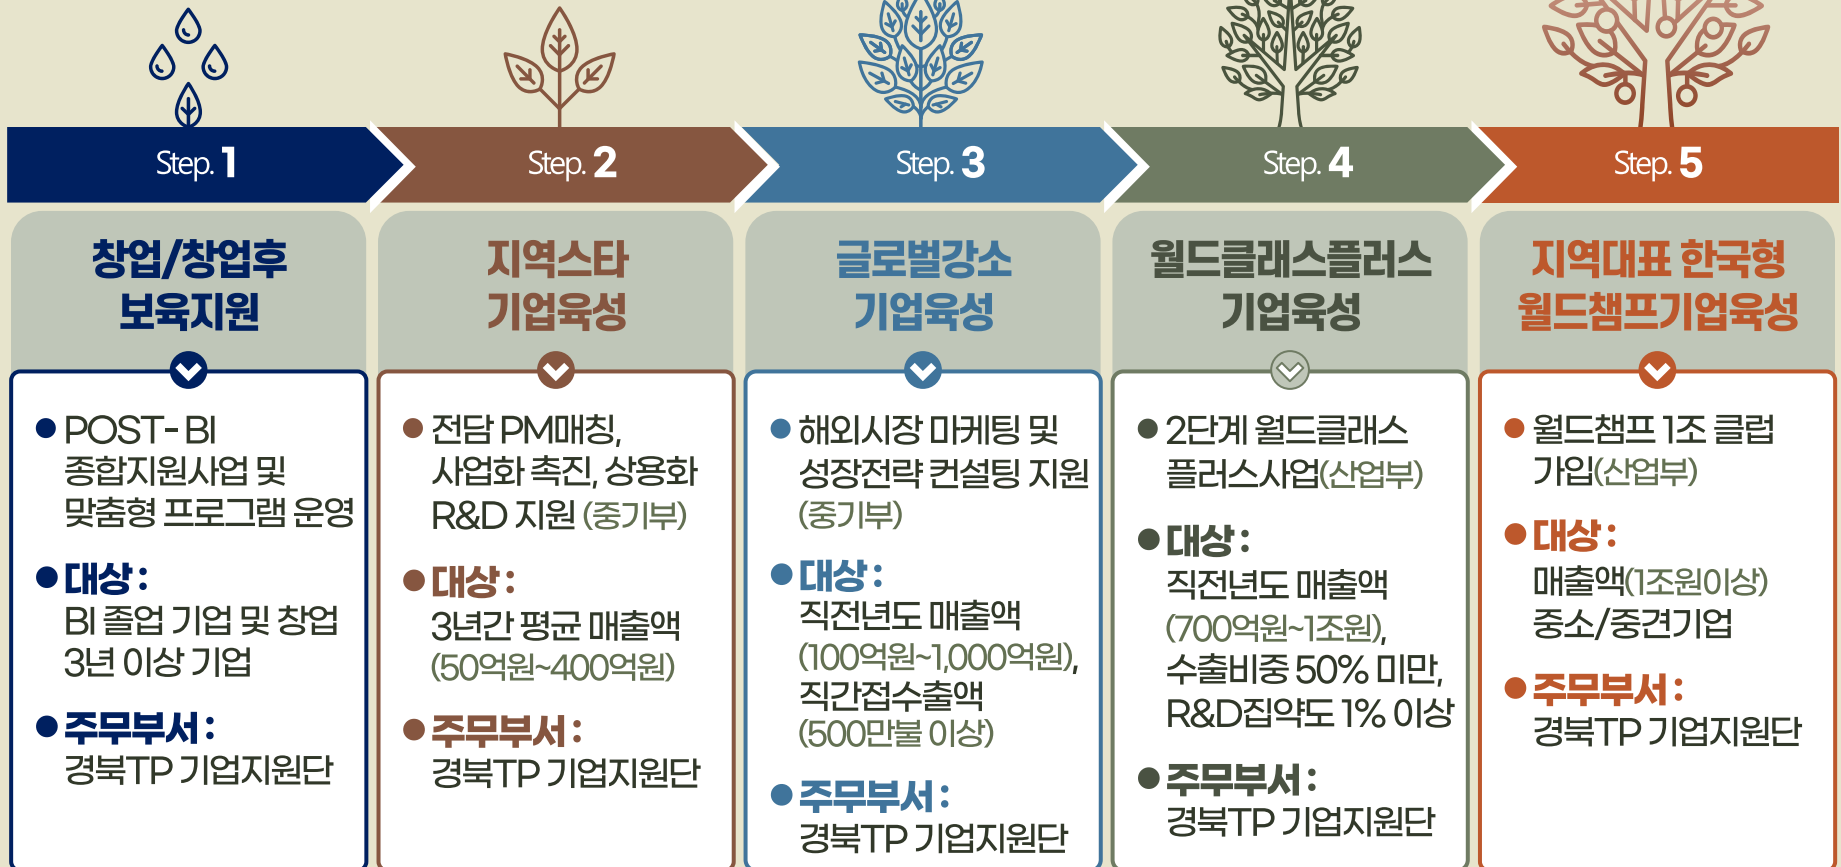 Step. 1
창업/창업후
보육지원
POST- BI
종합지원사업 및
맞춤형 프로그램 운영
대상 :
BI 졸업 기업 및 창업
3년 이상 기업
주무부서 :
경북TP 기업지원단
Step. 2
지역스타
기업육성
전담 PM매칭,
사업화 촉진, 상용화
R&D 지원 (중기부)
대상 :
3년간 평균 매출액
(50억원~400억원)
주무부서 :
경북TP 기업지원단
Step. 3
글로벌강소
기업육성
해외시장 마케팅 및
성장전략 컨설팅 지원
(중기부)
대상 :
직전년도 매출액
(100억원~1,000억원),
직간접수출액
(500만불 이상)
주무부서 :
경북TP 기업지원단
Step. 4
월드클래스플러스
기업육성
2단계 월드클래스
플러스사업(산업부)
대상 :
직전년도 매출액
(700억원~1조원),
수출비중 50% 미만,
R&D집약도 1% 이상
주무부서 :
경북TP 기업지원단
Step. 5
지역대표 한국형
월드챔프기업육성
월드챔프 1조 클럽
가입(산업부)
대상 :
매출액(1조원이상)
중소/중견기업
주무부서 :
경북TP 기업지원단